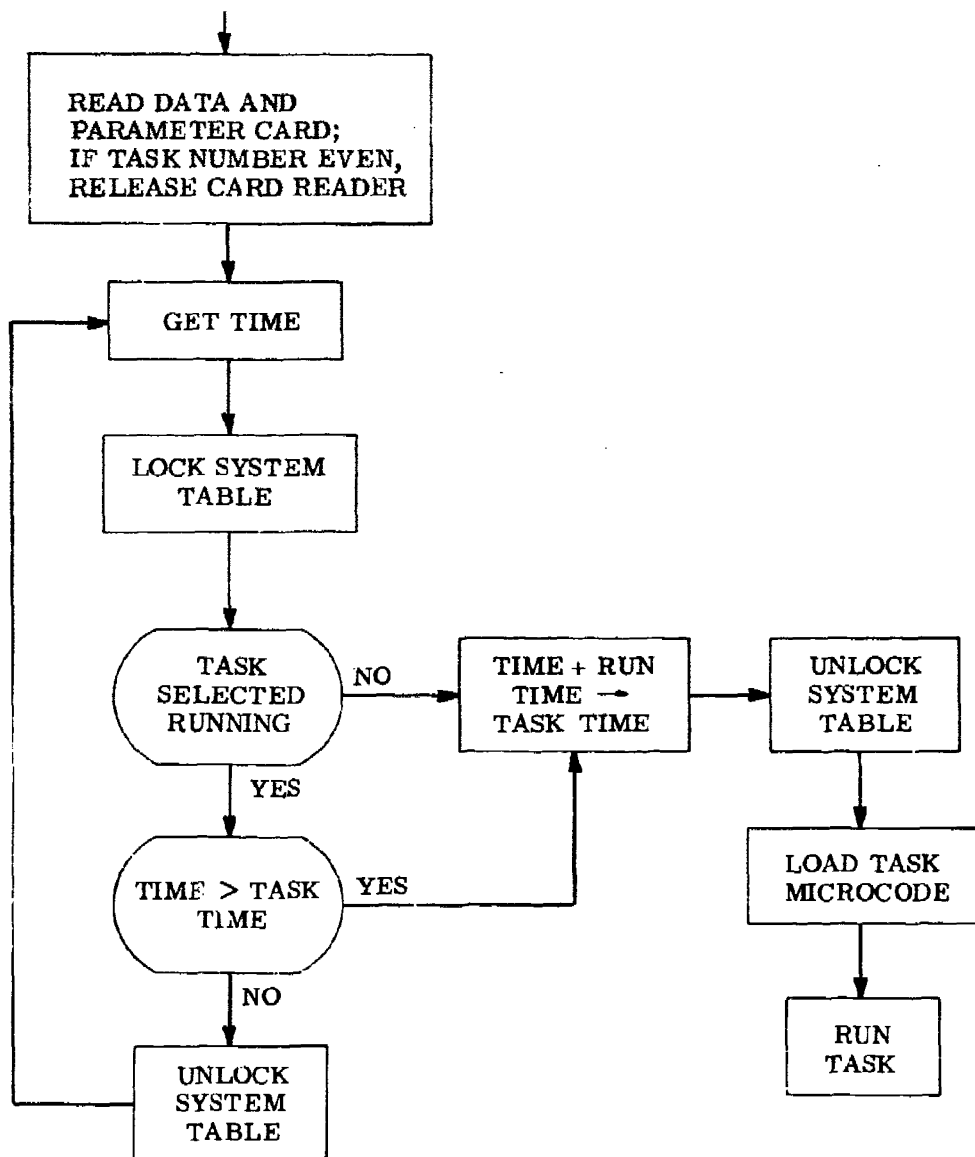 READ DATA AND
PARAMETER CARD;
IF TASK NUMBER EVEN,
RELEASE CARD READER
GET TIME
LOCK SYSTEM
TABLE
TASK
SELECTED
RUNNING
NO
TIME + RUN
TIME →
TASK TIME
UNLOCK
SYSTEM
TABLE
YES
TIME > TASK
TIME
YES
LOAD TASK
MICROCODE
NO
RUN
TASK
UNLOCK
SYSTEM
TABLE